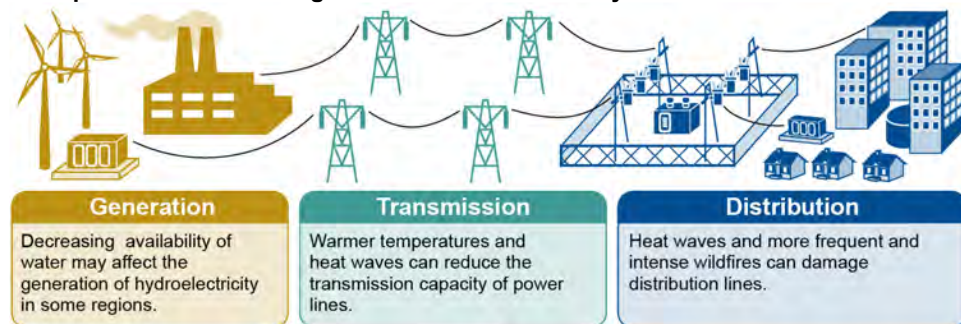 Generation
Decreasing availability of
water may affect the
generation of hydroelectricity
in some regions.
Transmission
Warmer temperatures and
heat waves can reduce the
transmission capacity of power
lines.
Distribution
Heat waves and more frequent and
intense wildfires can damage
distribution lines.